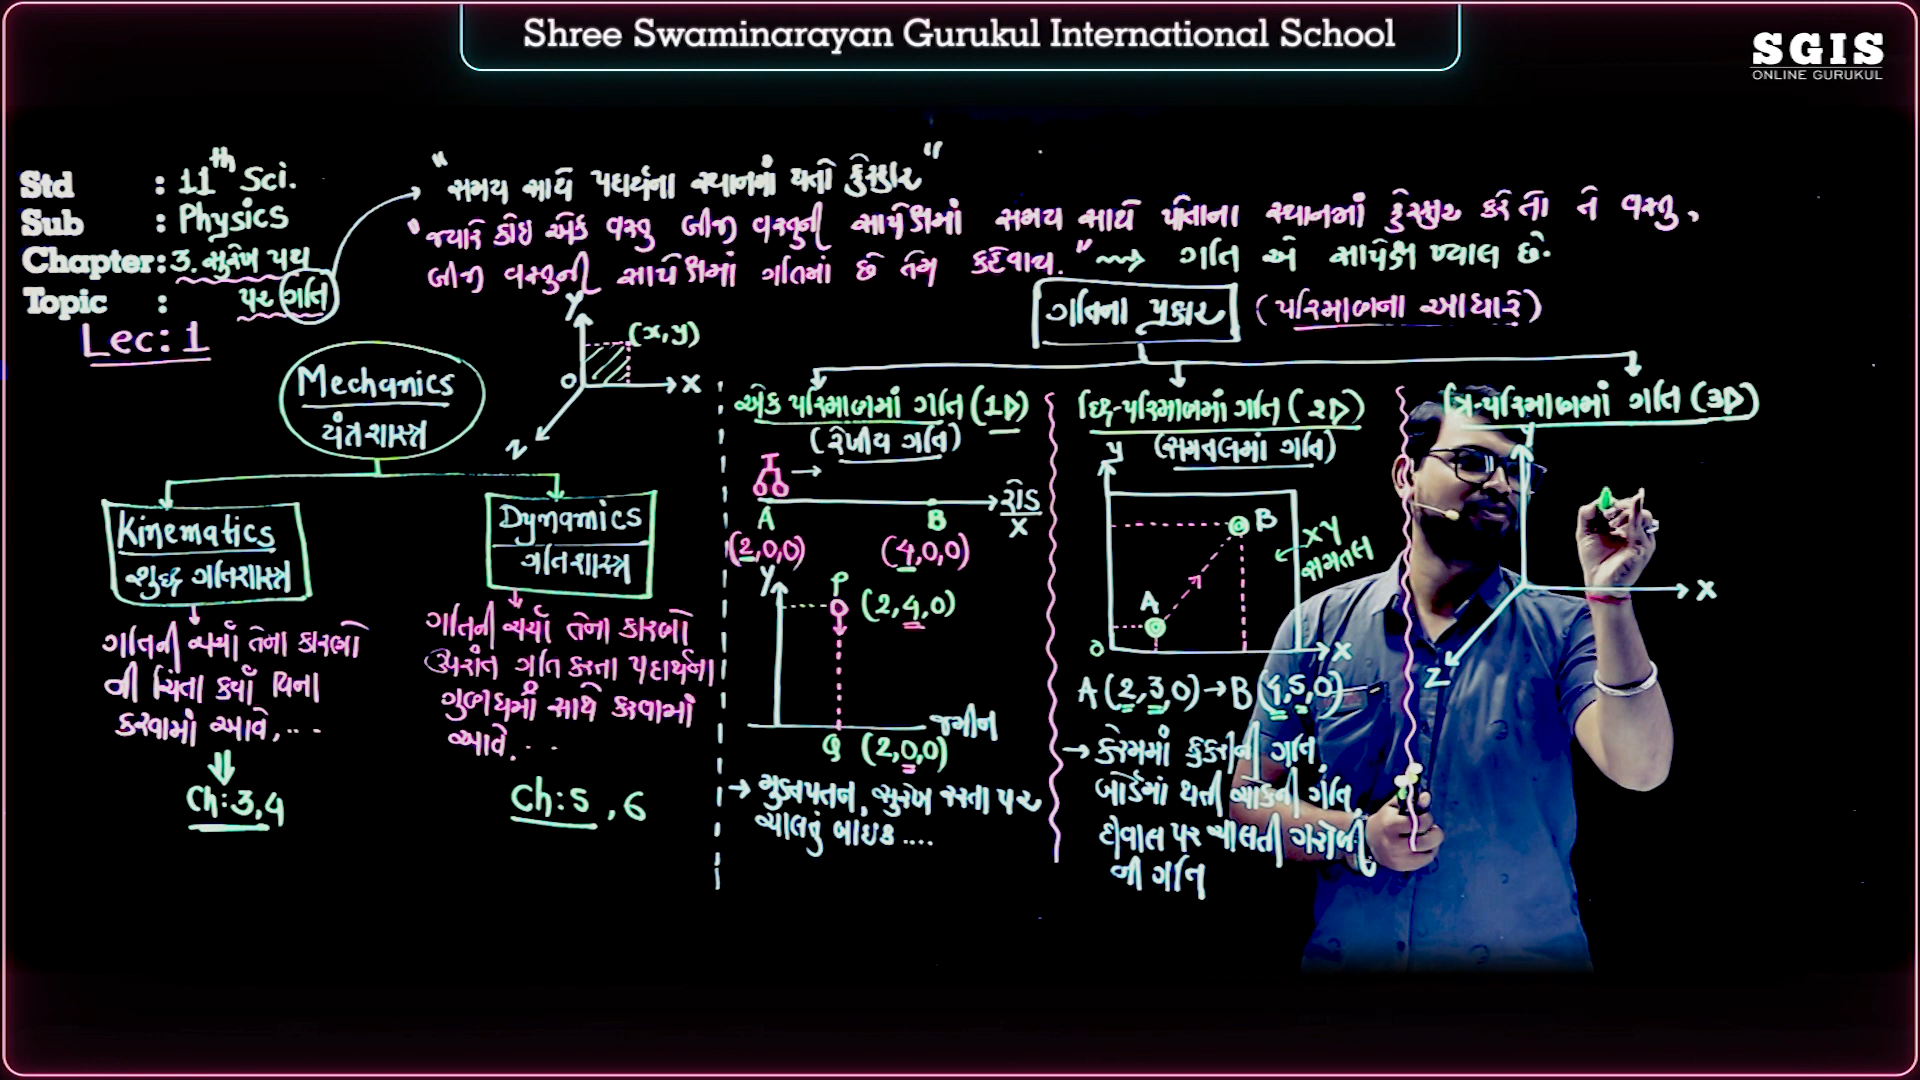 Shree Swaminarayan Gurukul International School
SGIS
ONLINE GURUKUL
Std : 11th Sci.
Sub : Physics
Chapter : 3. સુરેખ પથ
Topic : પર ગતિ
Lec: 1
"સમય સાથે પદાર્થના સ્થાનમાં થતો ફેરફાર"
"જ્યારે કોઇ એક વસ્તુ બીજી વસ્તુની સાપેક્ષમાં સમય સાથે પોતાના સ્થાનમાં ફેરફાર કરે તો તે વસ્તુ,
બીજી વસ્તુની સાપેક્ષમાં ગતિમાં છે તેમ કહેવાય." ⇝ ગતિ એ સાપેક્ષ ખ્યાલ છે.
Y
(x,y)
O
X
Z
Mechanics
યંત્રશાસ્ત્ર
Kinematics
શુદ્ધ ગતિશાસ્ત્ર
ગતિની ચર્ચા તેના કારણો
ની ચિંતા કર્યા વિના
કરવામાં આવે,...
Ch: 3,4
Dynamics
ગતિશાસ્ત્ર
ગતિની ચર્ચા તેના કારણો
ઉપરાંત ગતિ કરતા પદાર્થના
ગુણધર્મો સાથે કરવામાં
આવે...
Ch: 5, 6
ગતિના પ્રકાર (પરિમાણના આધારે)
એક પરિમાણમાં ગતિ (1D)
(રેખીય ગતિ)
A
B
રોડ
X
(2,0,0)
(4,0,0)
Y
P
(2,4,0)
જમીન
Q (2,0,0)
→ મુક્તપતન, સુરેખ રસ્તા પર
ચાલતું બાઇક ....
દ્વિ-પરિમાણમાં ગતિ (2D)
(સમતલમાં ગતિ)
Y
B
XY
સમતલ
A
O
X
A (2,3,0) → B (4,5,0)
→ કેરમમાં કુકરીની ગતિ,
બોર્ડમાં થતી ચોકની ગતિ,
દીવાલ પર ચાલતી ગરોળી
ની ગતિ
ત્રિ-પરિમાણમાં ગતિ (3D)
Y
X
Z